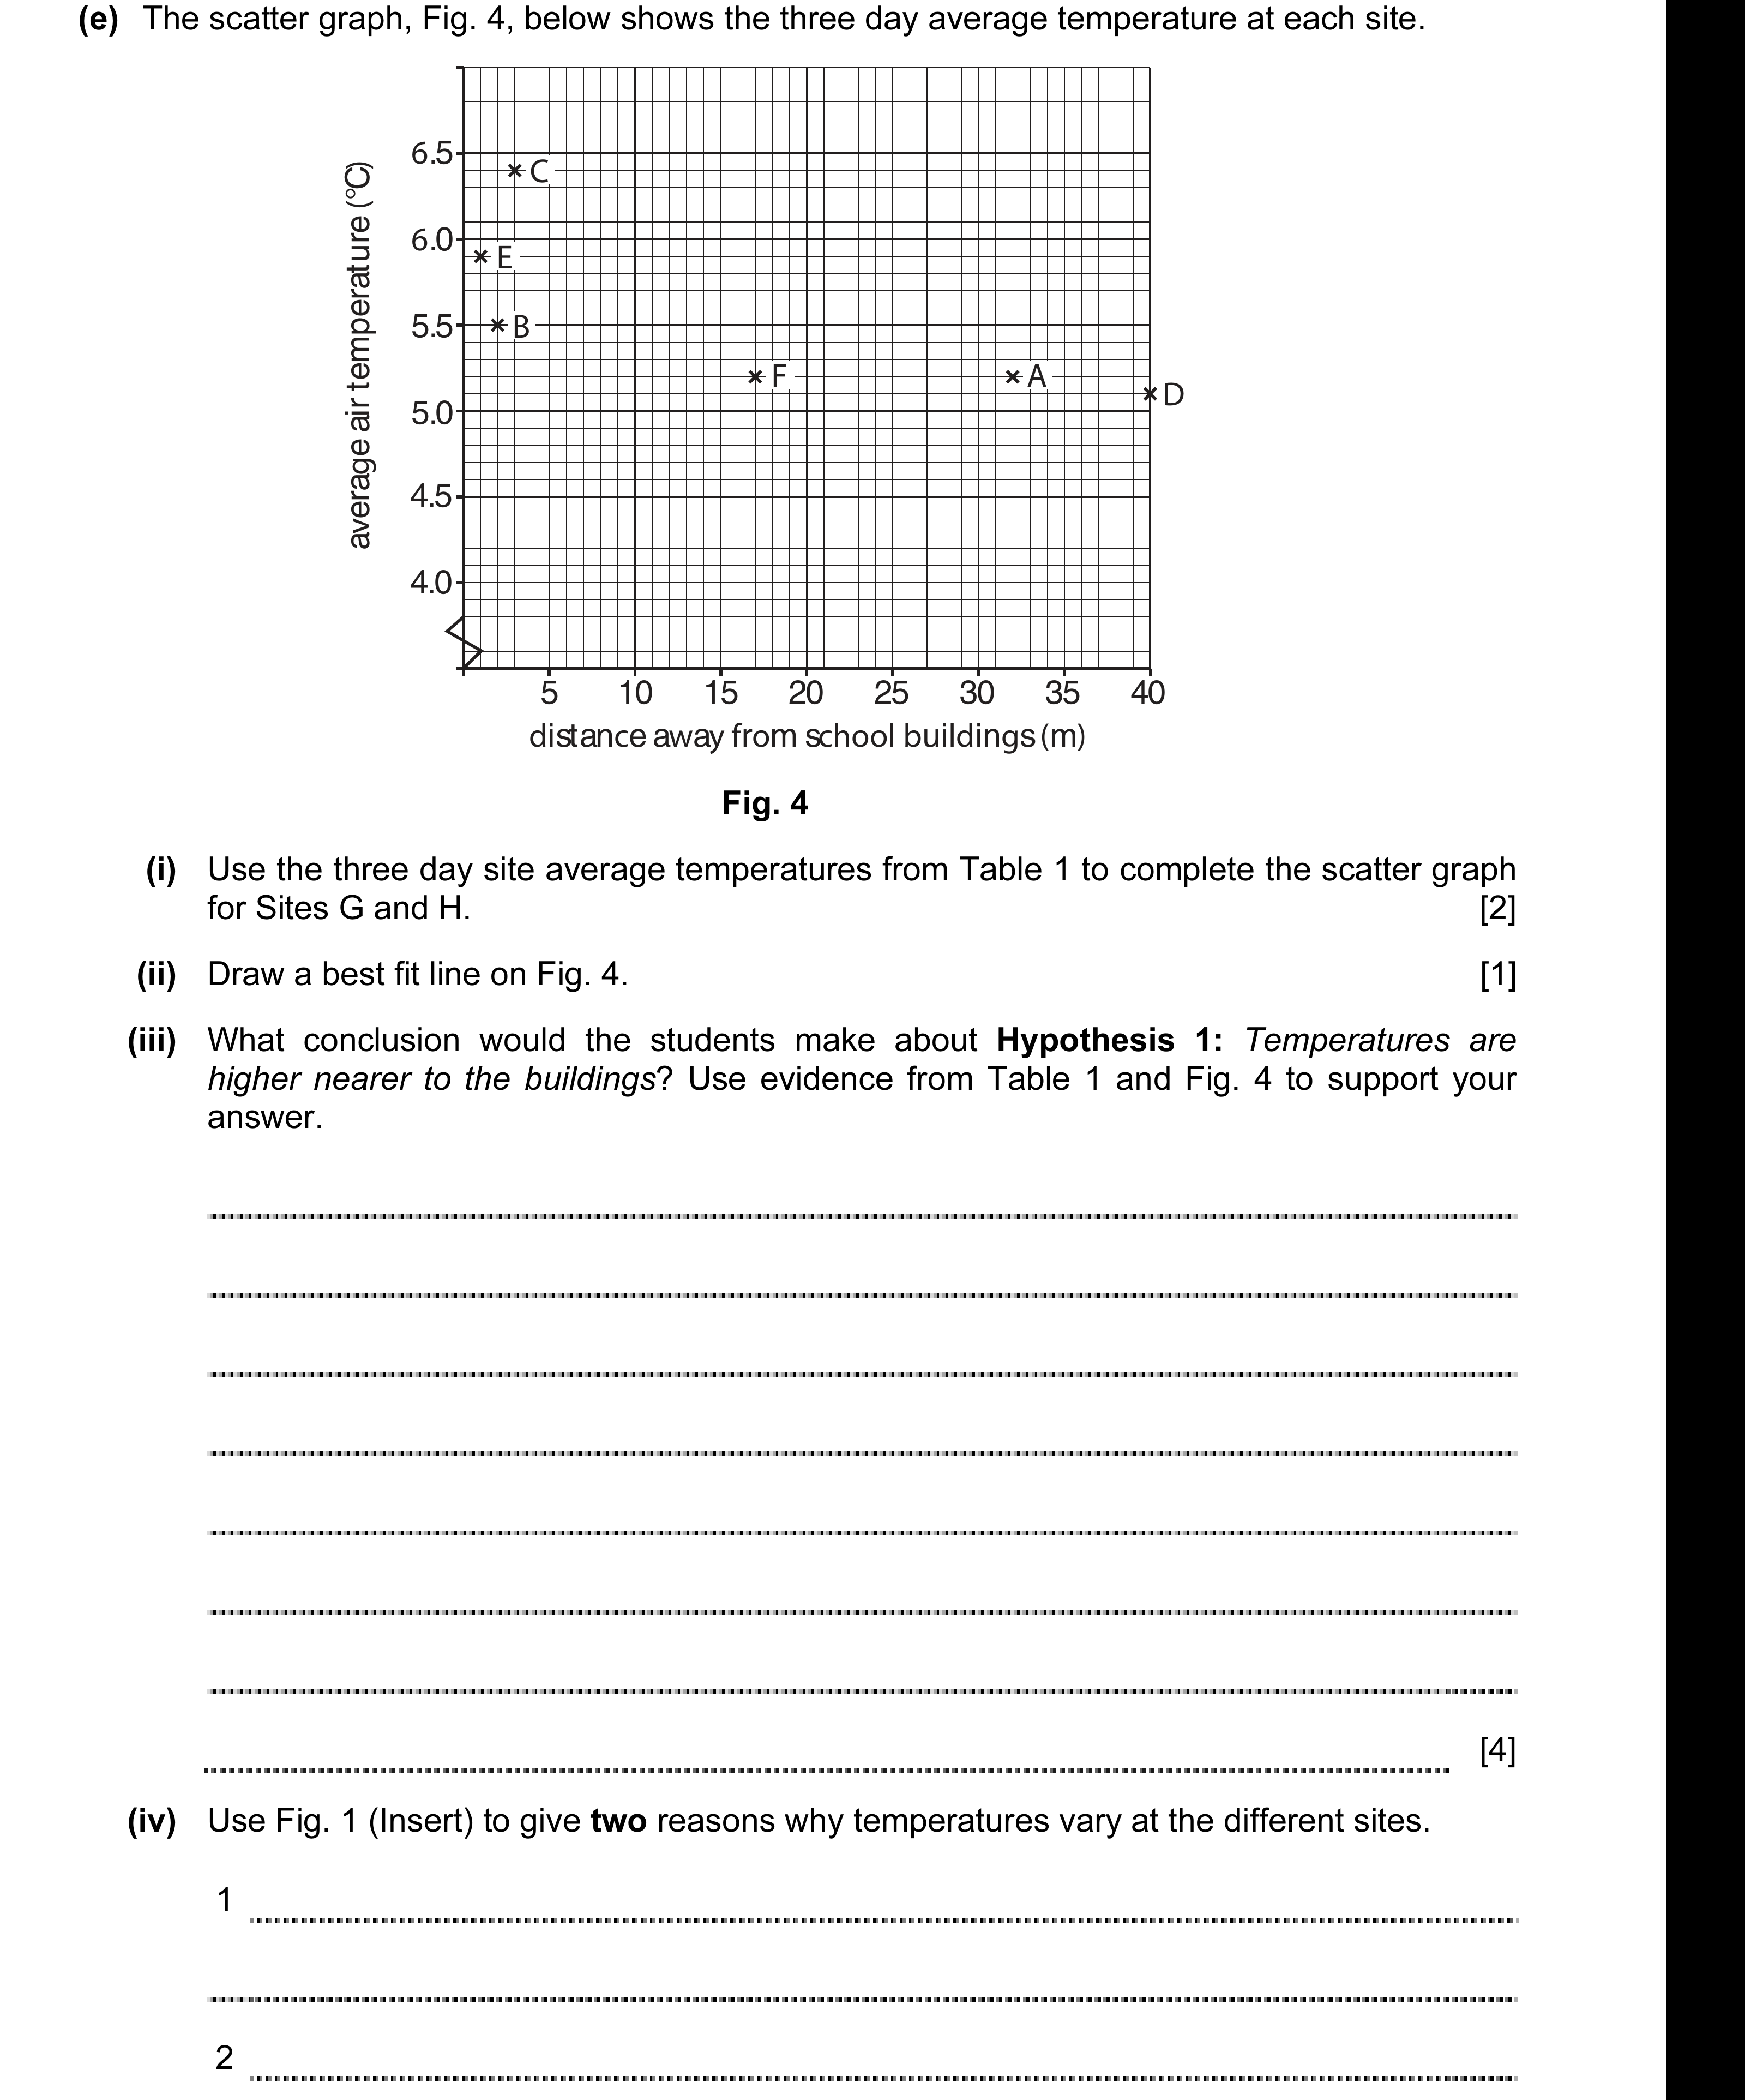 (e) The scatter graph, Fig. 4, below shows the three day average temperature at each site.
average air temperature (°C)
6.5
6.0
5.5
5.0
4.5
4.0
C
E
B
F
A
D
5 10 15 20 25 30 35 40
distance away from school buildings (m)
Fig. 4
(i) Use the three day site average temperatures from Table 1 to complete the scatter graph
for Sites G and H. [2]
(ii) Draw a best fit line on Fig. 4. [1]
(iii) What conclusion would the students make about Hypothesis 1: Temperatures are
higher nearer to the buildings? Use evidence from Table 1 and Fig. 4 to support your
answer.
[4]
(iv) Use Fig. 1 (Insert) to give two reasons why temperatures vary at the different sites.
1
2